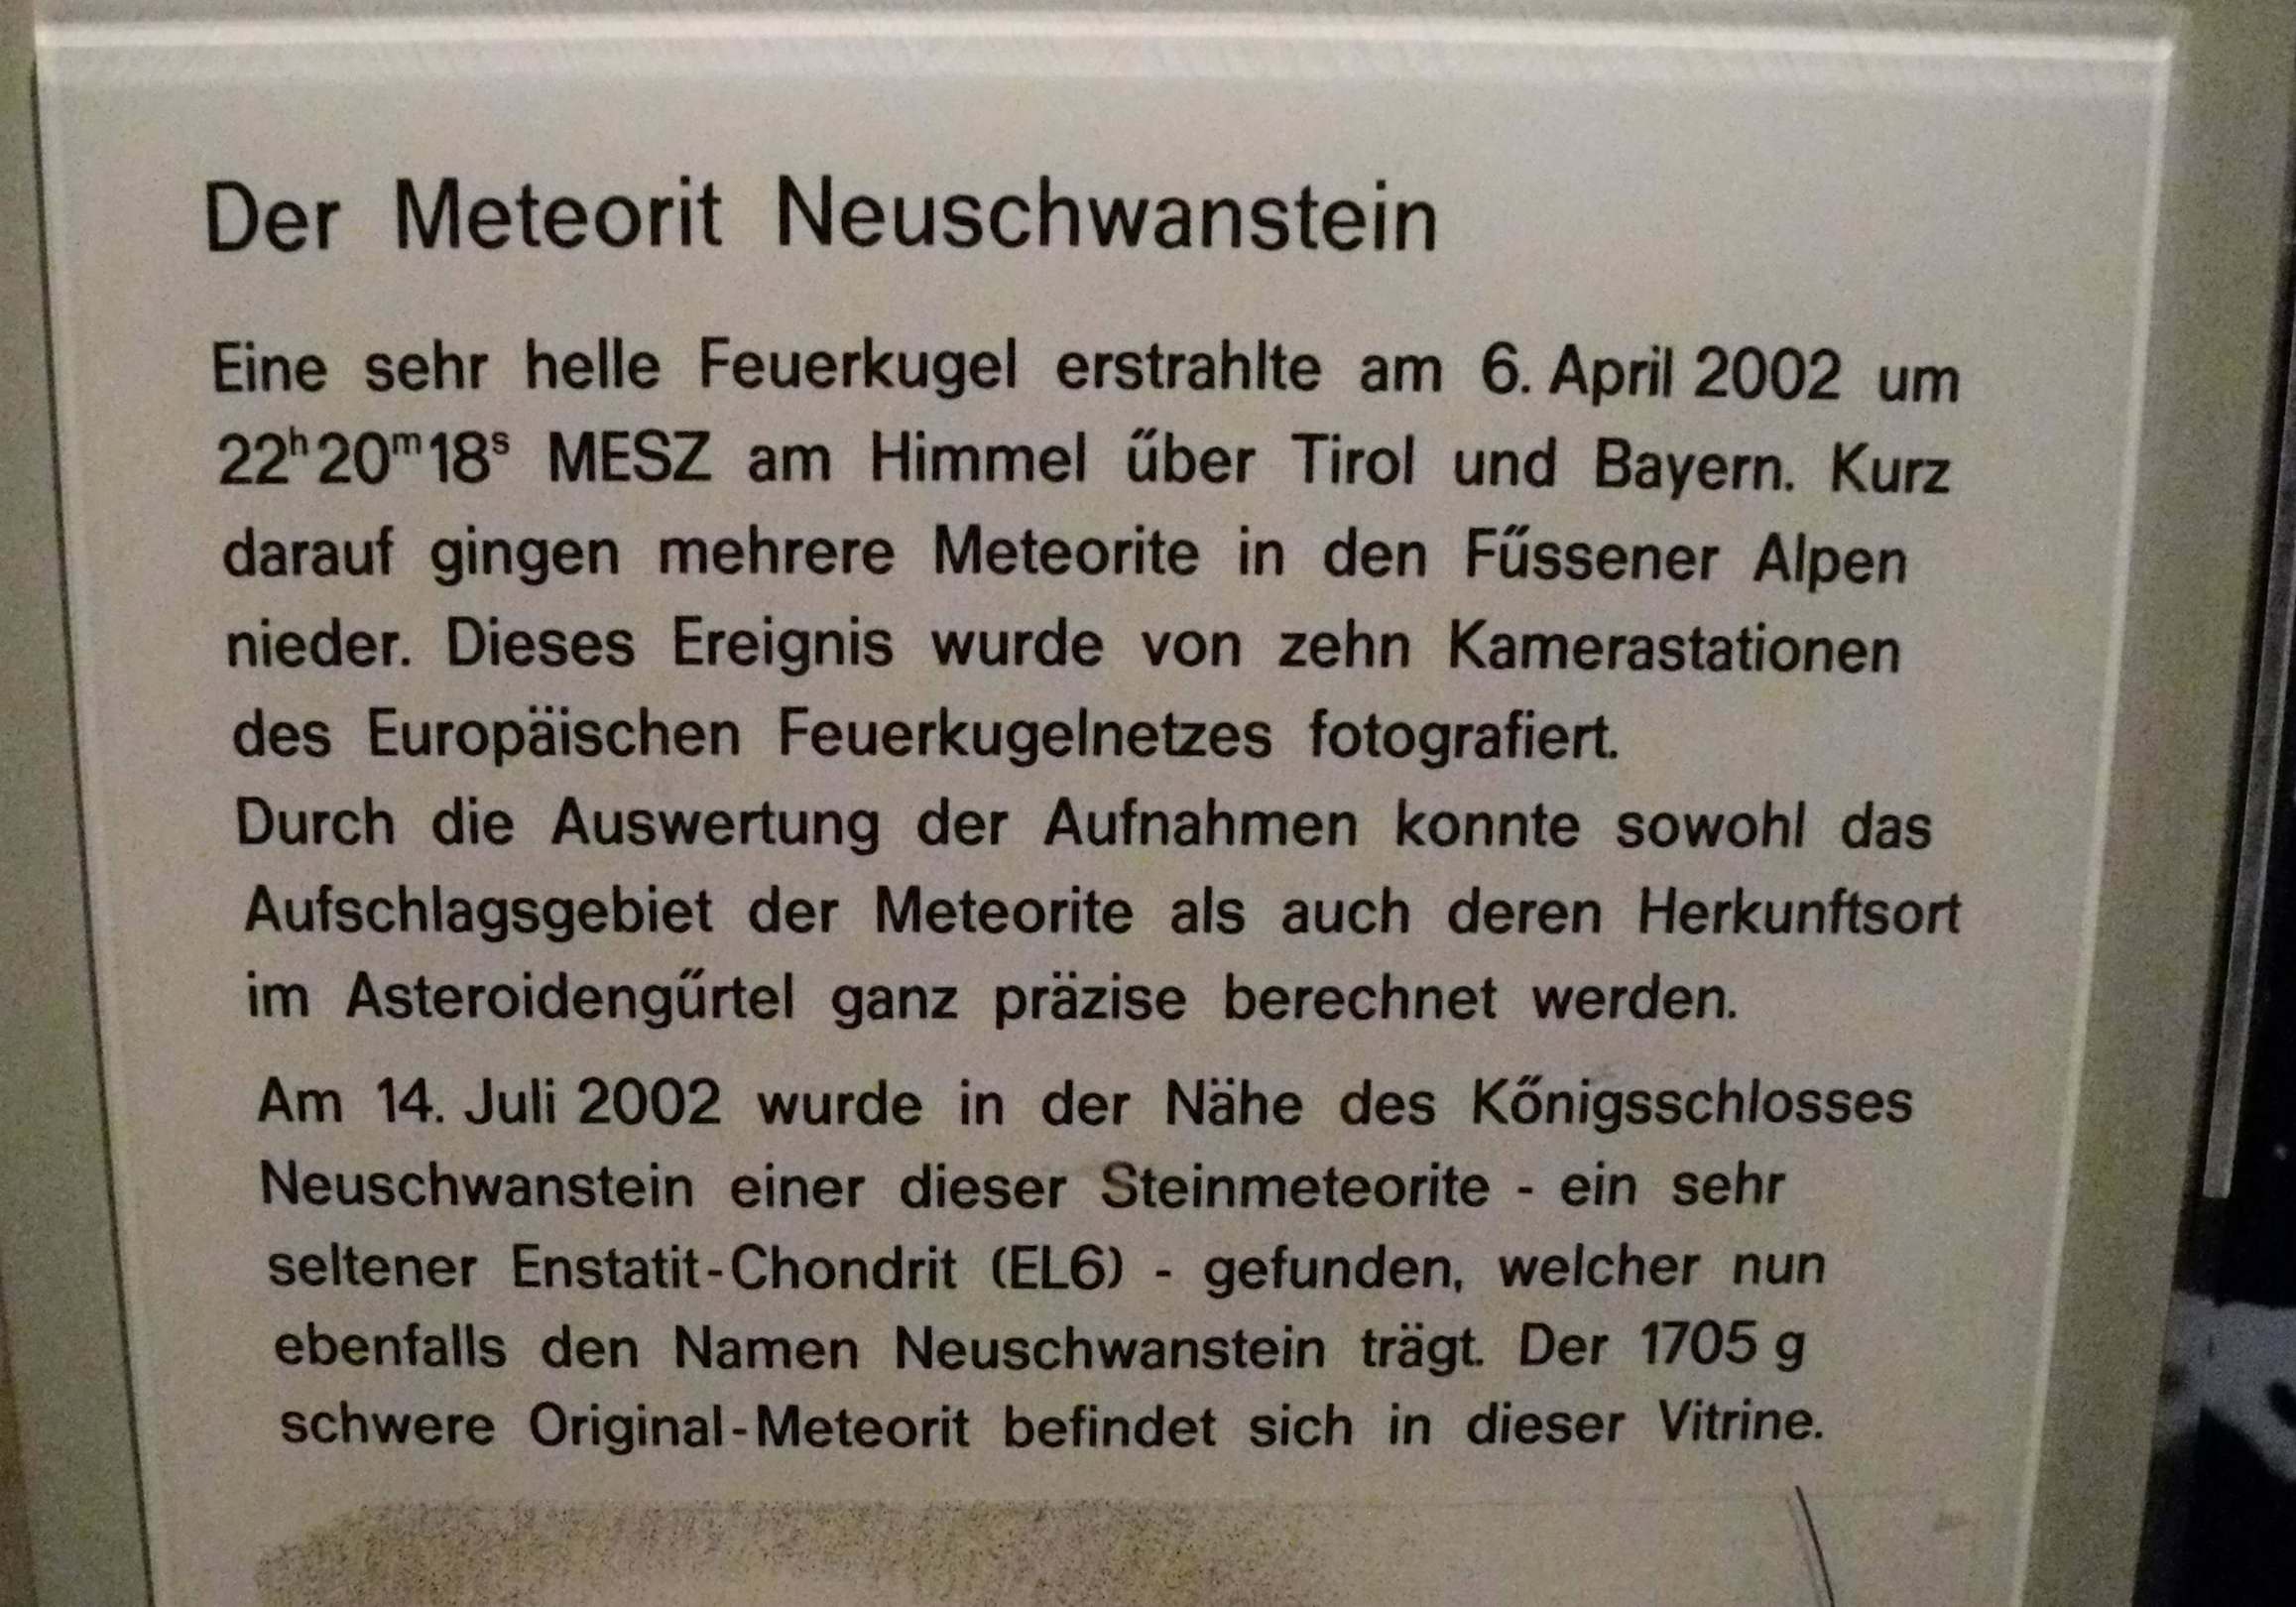 Der Meteorit Neuschwanstein
Eine sehr helle Feuerkugel erstrahlte am 6. April 2002 um
22ʰ20ᵐ18ˢ MESZ am Himmel űber Tirol und Bayern. Kurz
darauf gingen mehrere Meteorite in den Fűssener Alpen
nieder. Dieses Ereignis wurde von zehn Kamerastationen
des Europäischen Feuerkugelnetzes fotografiert.
Durch die Auswertung der Aufnahmen konnte sowohl das
Aufschlagsgebiet der Meteorite als auch deren Herkunftsort
im Asteroidengűrtel ganz präzise berechnet werden.
Am 14. Juli 2002 wurde in der Nähe des Kőnigsschlosses
Neuschwanstein einer dieser Steinmeteorite - ein sehr
seltener Enstatit-Chondrit (EL6) - gefunden, welcher nun
ebenfalls den Namen Neuschwanstein trägt. Der 1705 g
schwere Original-Meteorit befindet sich in dieser Vitrine.